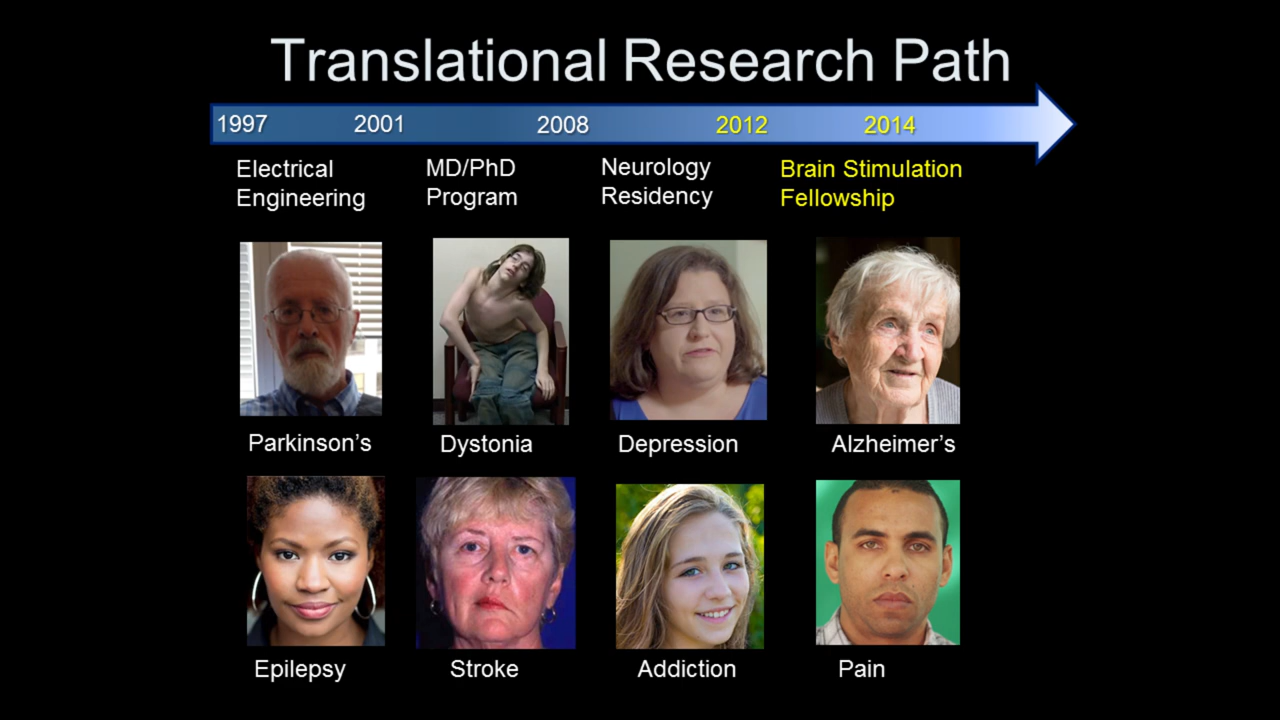 Translational Research Path
1997 2001 2008 2012 2014
Electrical
Engineering
MD/PhD
Program
Neurology
Residency
Brain Stimulation
Fellowship
Parkinson’s
Dystonia
Depression
Alzheimer’s
Epilepsy
Stroke
Addiction
Pain